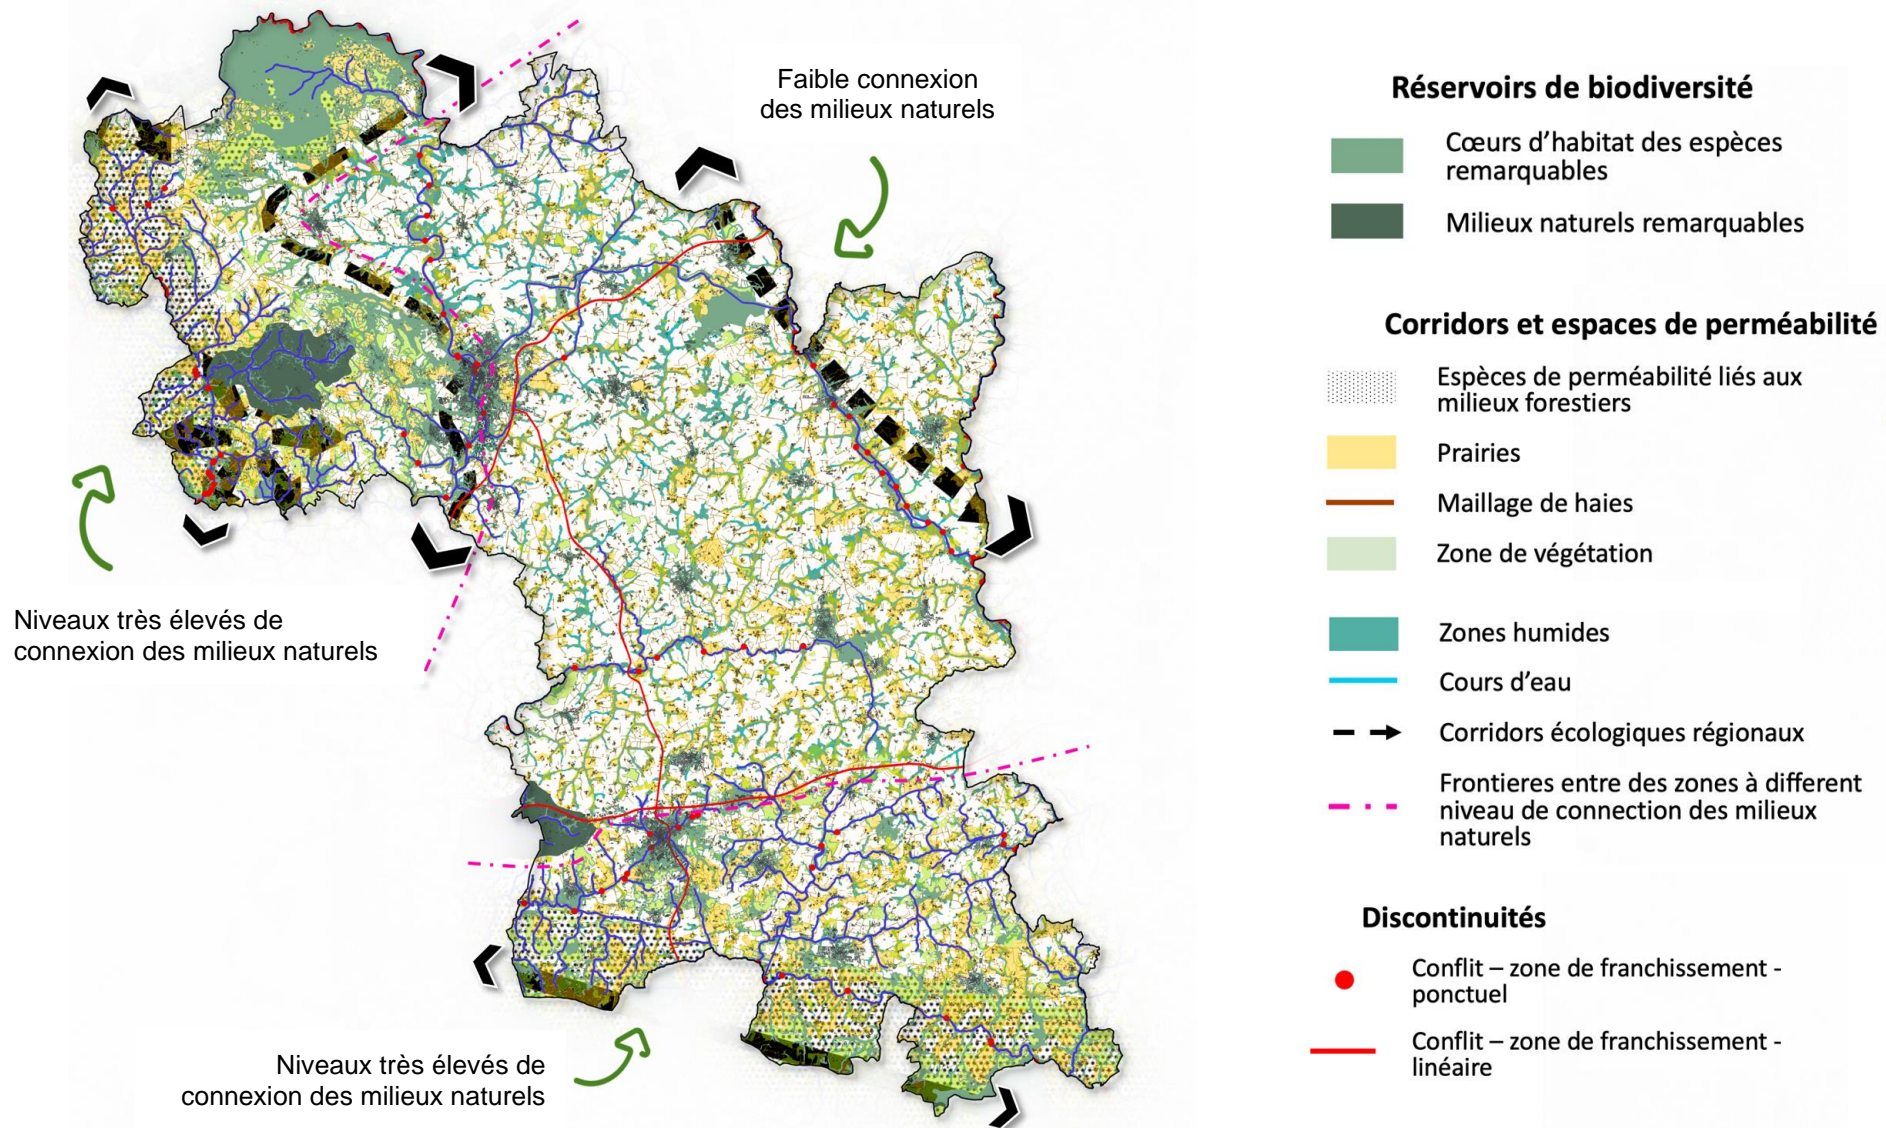 Faible connexion
des milieux naturels
Niveaux très élevés de
connexion des milieux naturels
Niveaux très élevés de
connexion des milieux naturels
Réservoirs de biodiversité
Cœurs d'habitat des espèces
remarquables
Milieux naturels remarquables
Corridors et espaces de perméabilité
Espèces de perméabilité liés aux
milieux forestiers
Prairies
Maillage de haies
Zone de végétation
Zones humides
Cours d'eau
Corridors écologiques régionaux
Frontieres entre des zones à different
niveau de connection des milieux
naturels
Discontinuités
Conflit – zone de franchissement -
ponctuel
Conflit – zone de franchissement -
linéaire